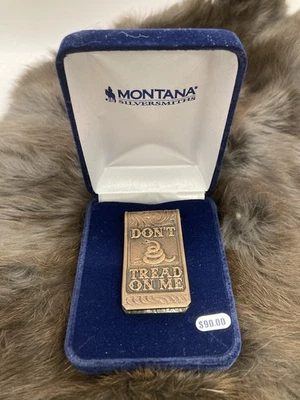 MONTANA®
SILVERSMITHS
DON'T
TREAD
ON ME
$90.00